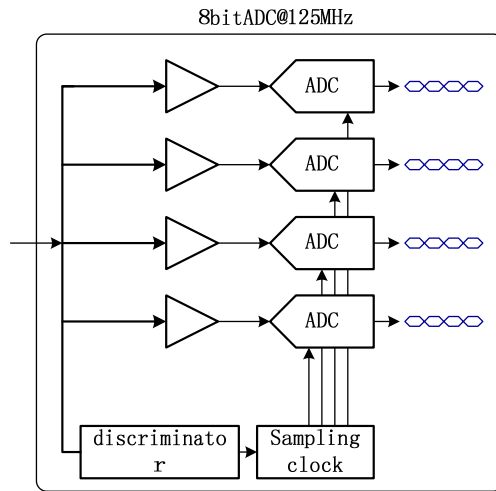 8bitADC@125MHz
ADC
ADC
ADC
ADC
discriminato
r
Sampling
clock